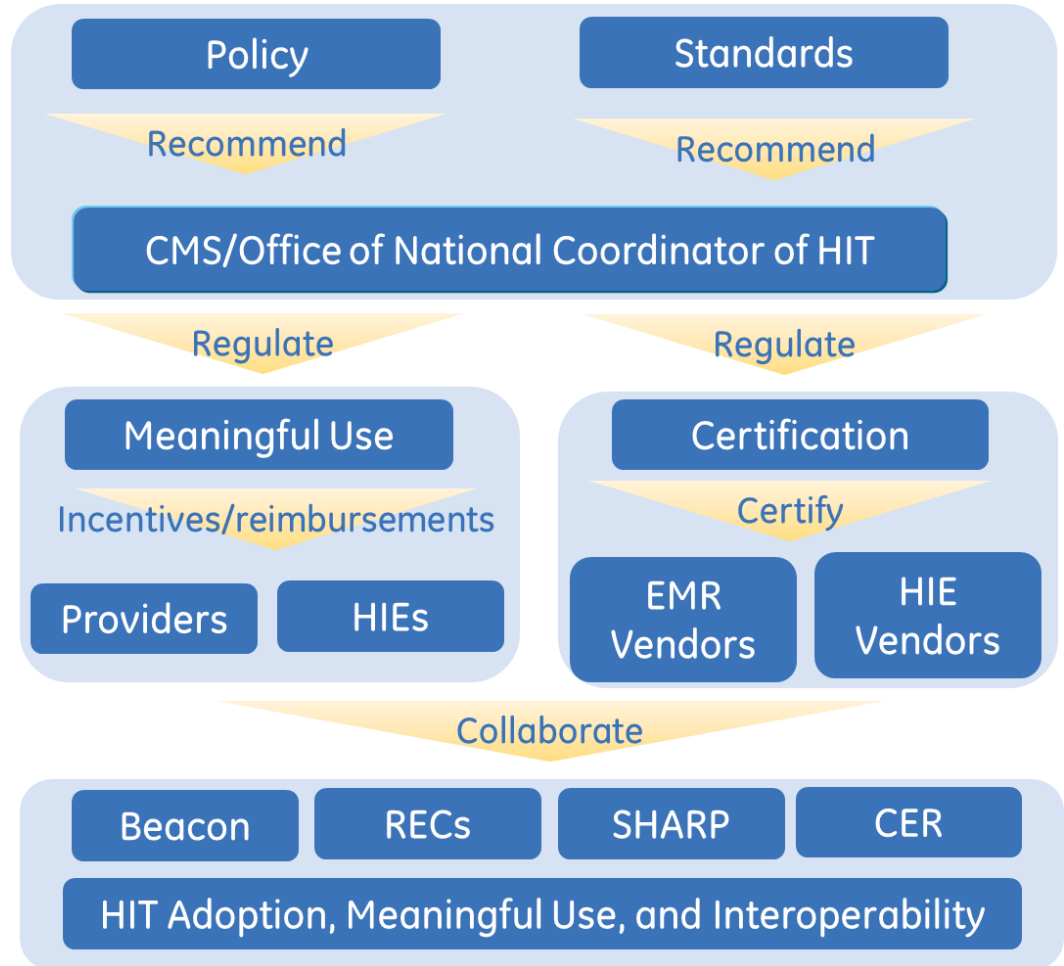 Policy
Standards
Recommend
Recommend
CMS/Office of National Coordinator of HIT
Regulate
Regulate
Meaningful Use
Certification
Incentives/reimbursements
Certify
Providers
HIEs
EMR
Vendors
HIE
Vendors
Collaborate
Beacon
RECs
SHARP
CER
HIT Adoption, Meaningful Use, and Interoperability